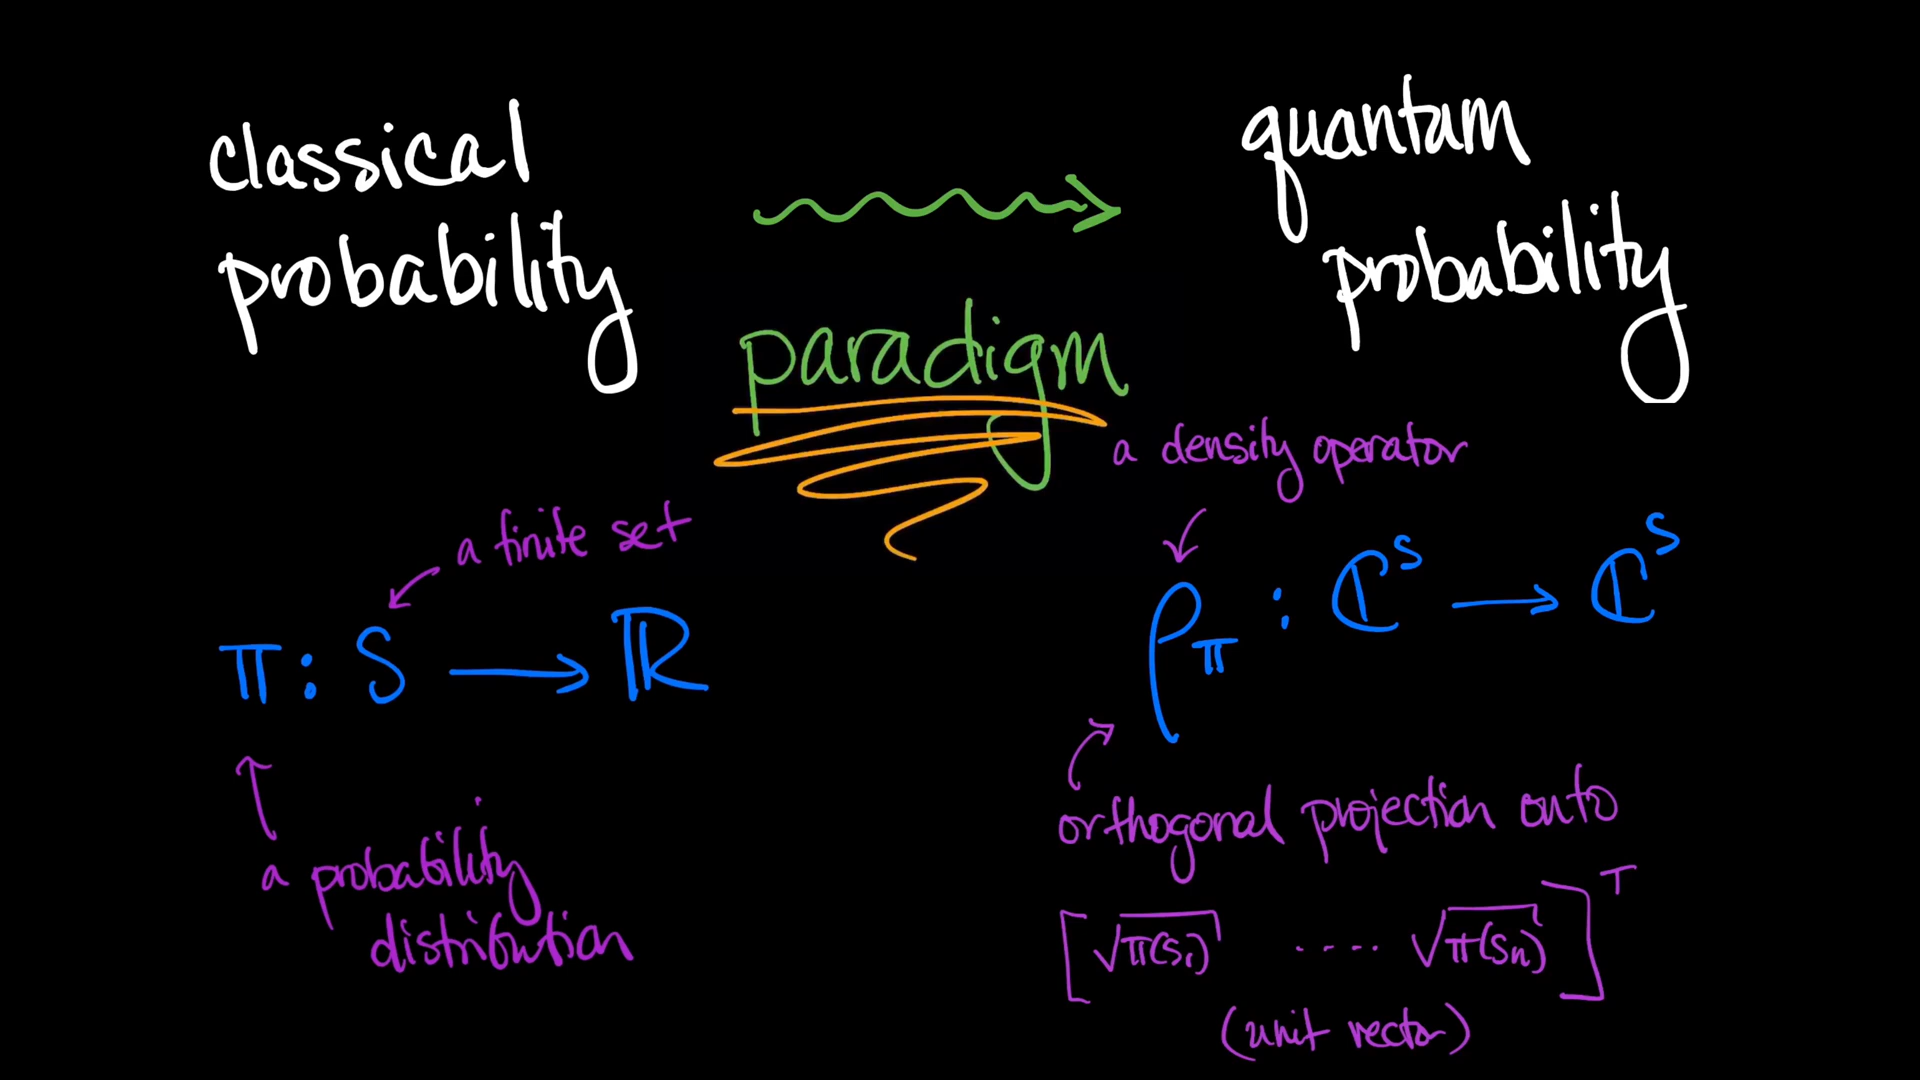 classical
probability
quantum
probability
paradigm
a density operator
a finite set
π : S → ℝ
ρ_π : ℂ^S → ℂ^S
a probability
distribution
orthogonal projection onto
[√π(s₁) .... √π(sₙ)]^T
(unit vector)